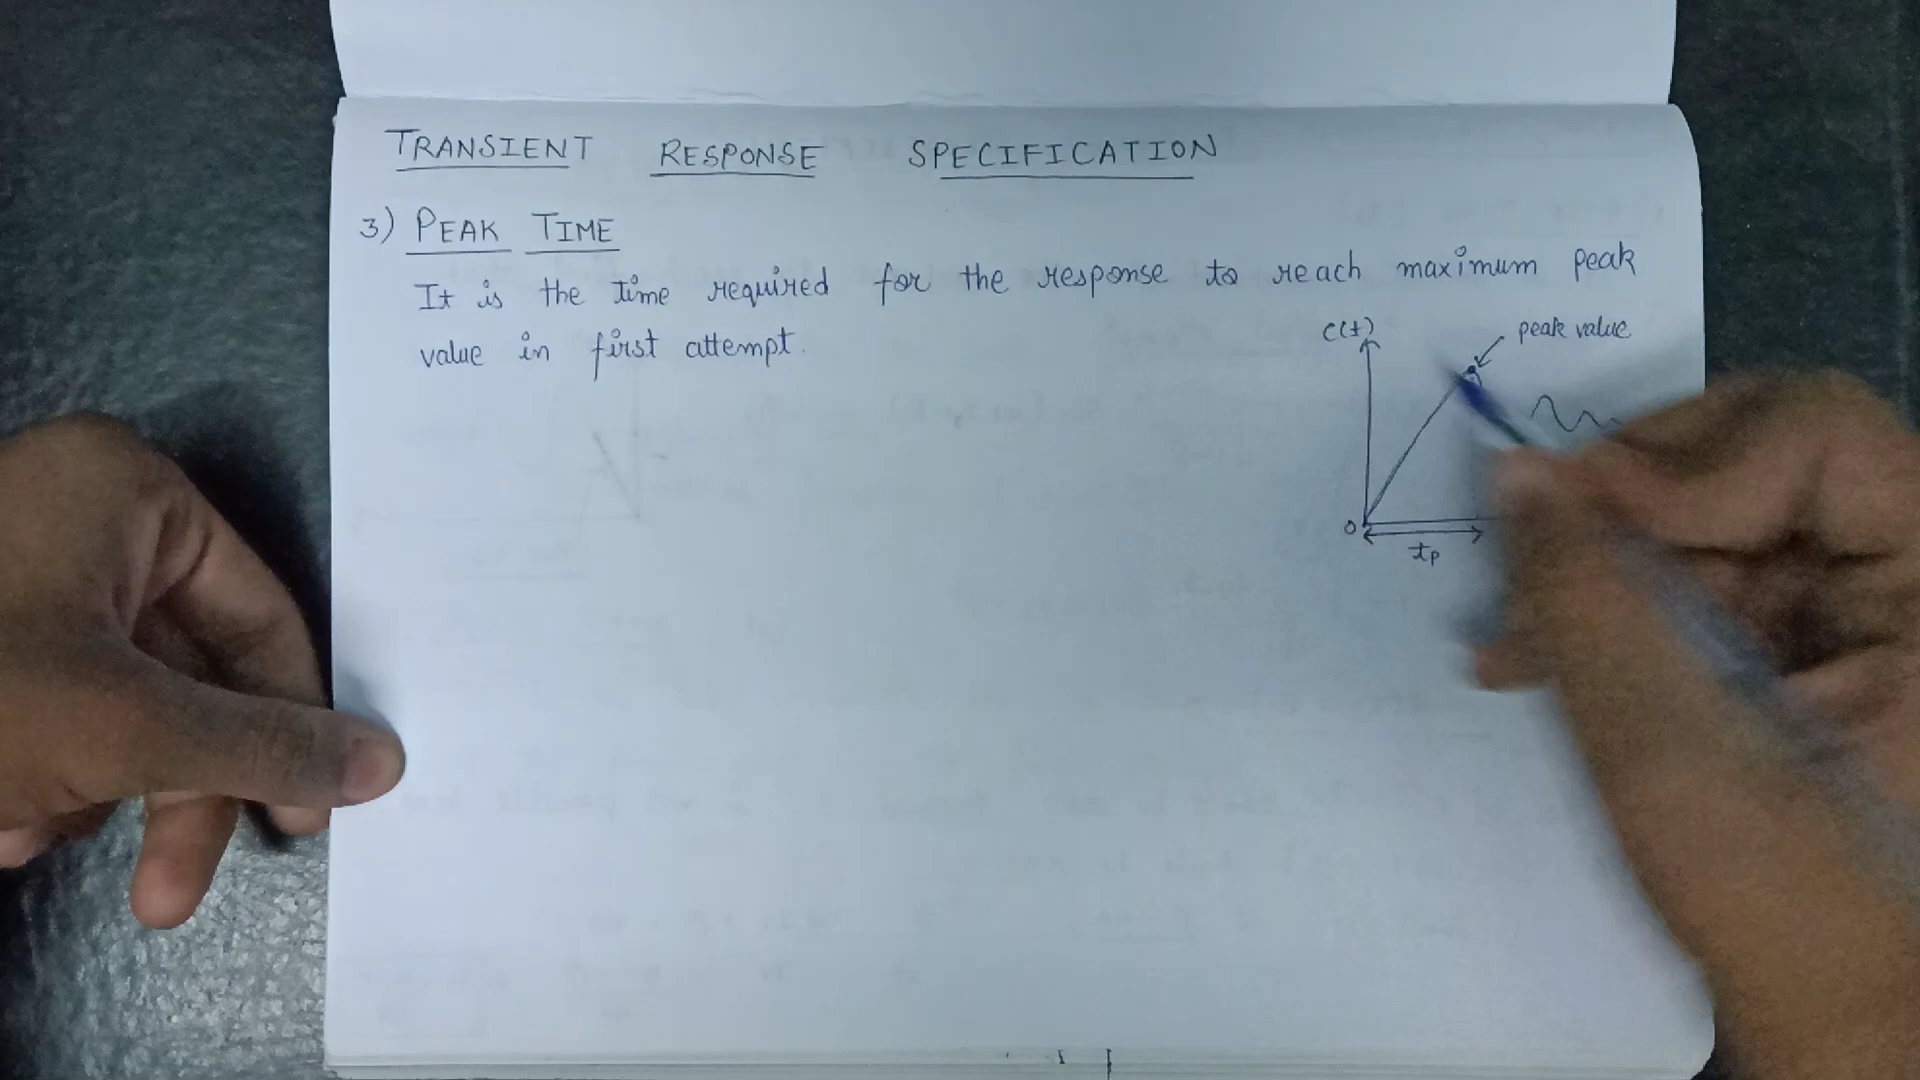 TRANSIENT RESPONSE SPECIFICATION
3) PEAK TIME
It is the time required for the response to reach maximum peak
value in first attempt.
c(t)
peak value
0
tp